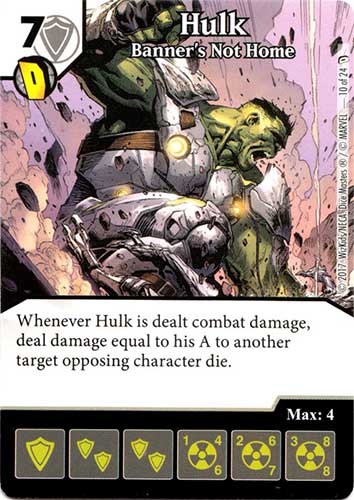 7
Hulk
Banner's Not Home
© 2017 WizKids/NECA. Dice Masters ® / © MARVEL — 10 of 24
Whenever Hulk is dealt combat damage,
deal damage equal to his A to another
target opposing character die.
Max: 4
1 4 6
2 6 7
3 8 8